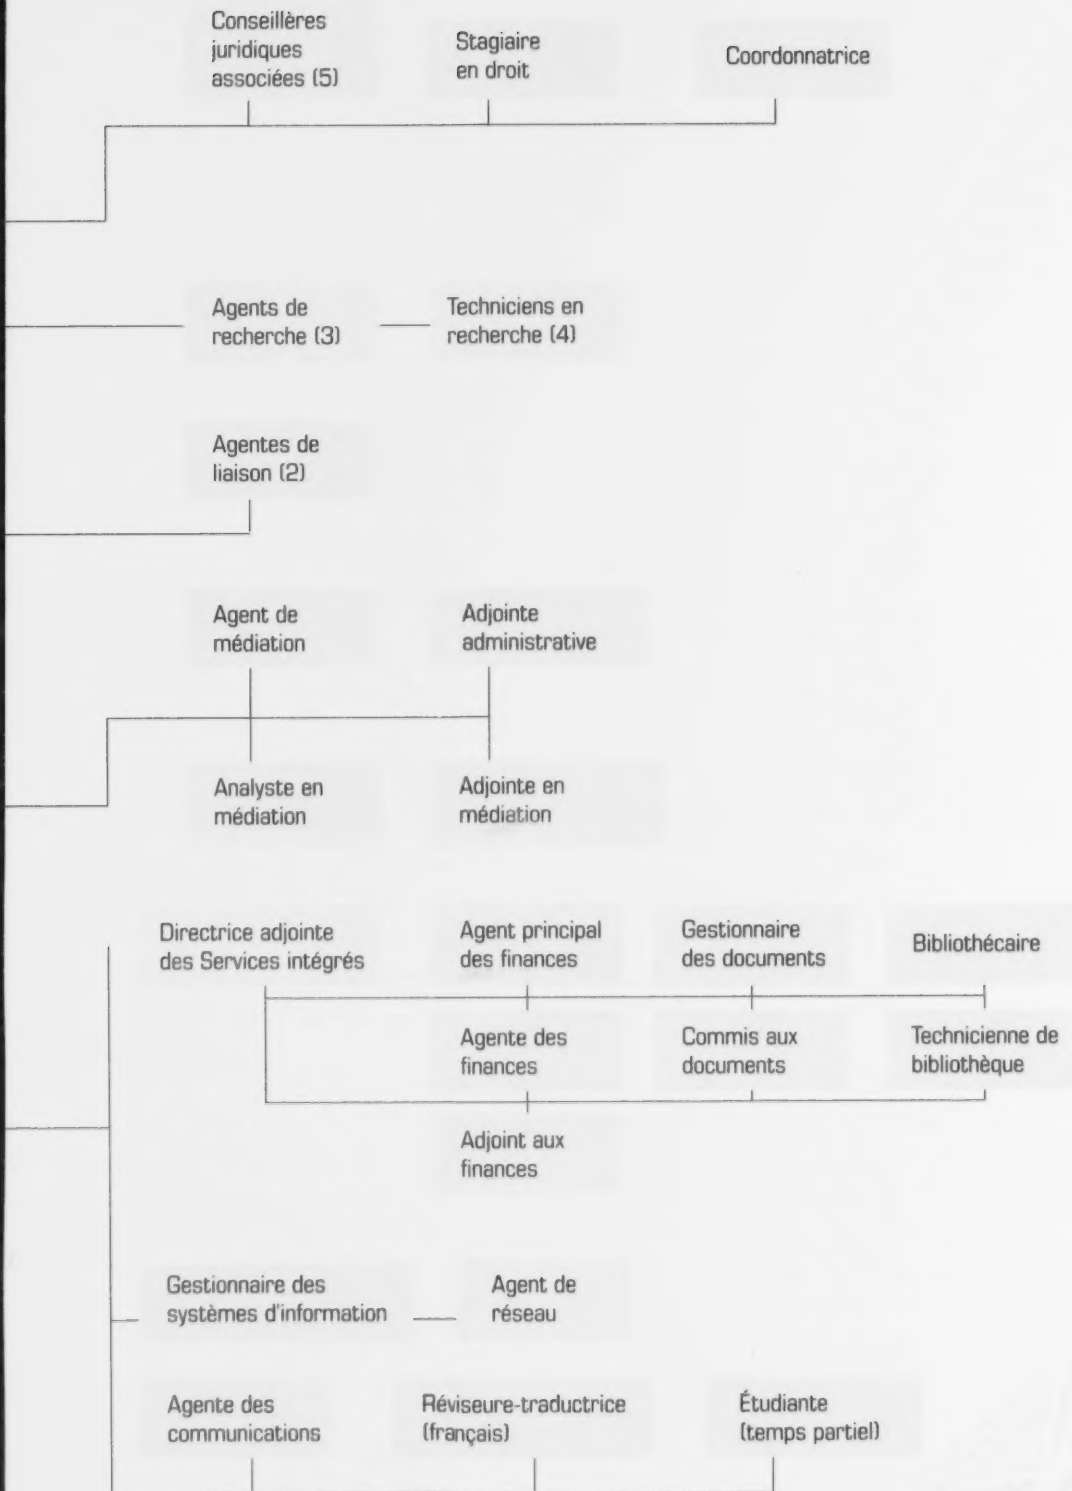 Conseillères
juridiques
associées (5)
Stagiaire
en droit
Coordonnatrice
Agents de
recherche (3)
Techniciens en
recherche (4)
Agentes de
liaison (2)
Agent de
médiation
Adjointe
administrative
Analyste en
médiation
Adjointe en
médiation
Directrice adjointe
des Services intégrés
Agent principal
des finances
Gestionnaire
des documents
Bibliothécaire
Agente des
finances
Commis aux
documents
Technicienne de
bibliothèque
Adjoint aux
finances
Gestionnaire des
systèmes d'information
Agent de
réseau
Agente des
communications
Réviseure-traductrice
(français)
Étudiante
(temps partiel)